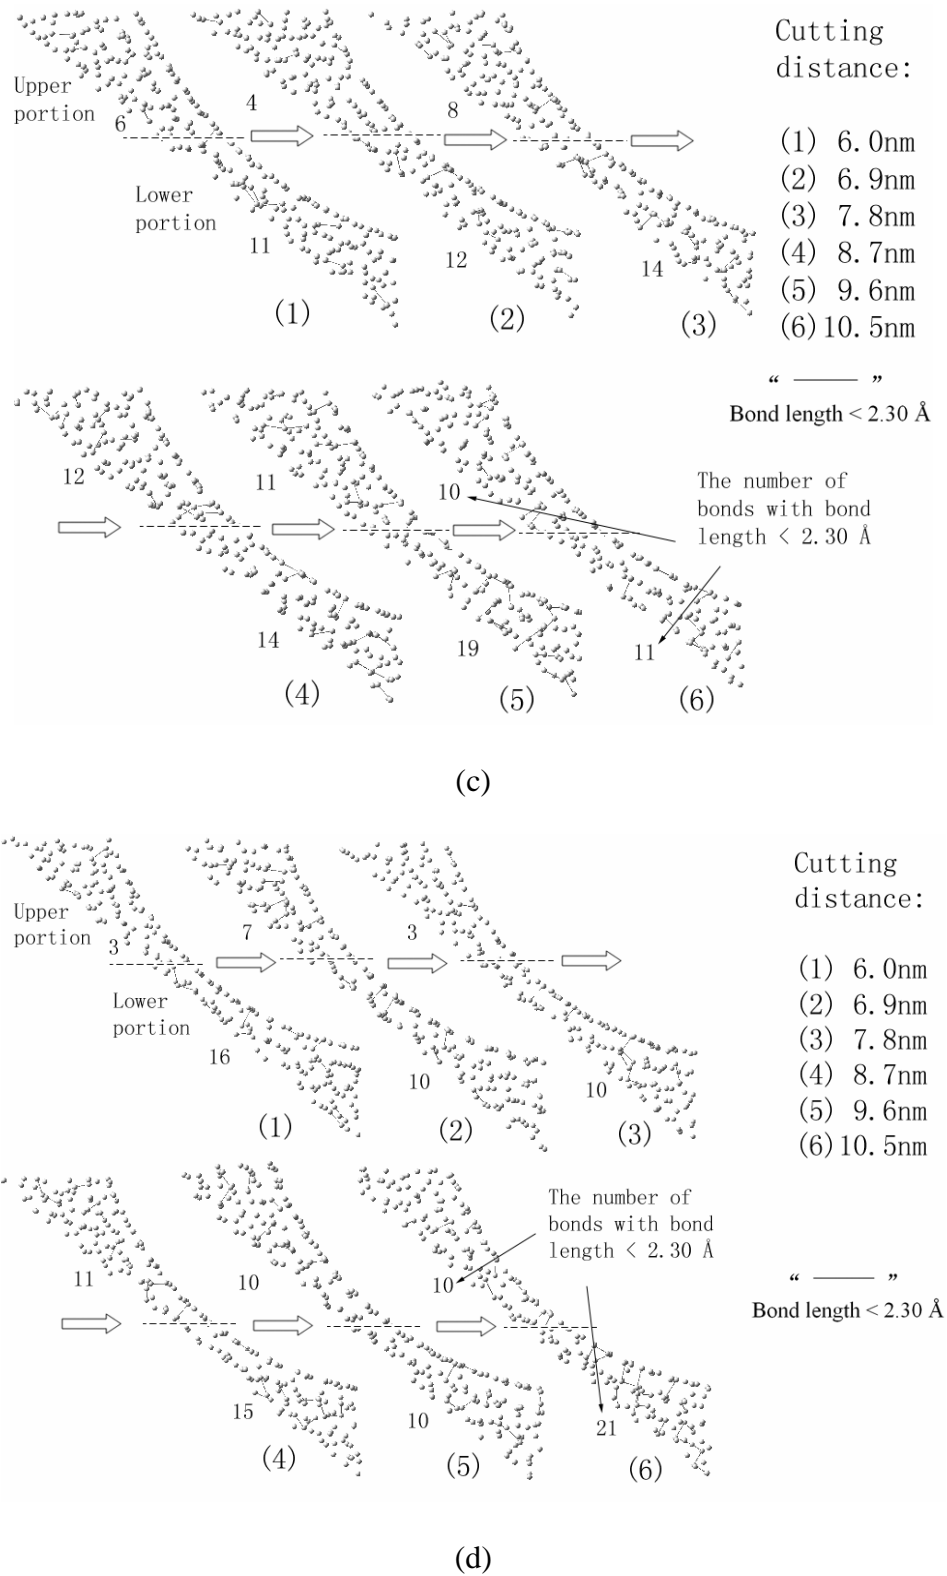 Cutting
distance:
Upper
portion
6
4
8
(1) 6.0nm
(2) 6.9nm
(3) 7.8nm
(4) 8.7nm
(5) 9.6nm
(6) 10.5nm
Lower
portion
11
12
14
(1)
(2)
(3)
“ —— ”
Bond length < 2.30 Å
12
11
10
The number of
bonds with bond
length < 2.30 Å
14
19
11
(4)
(5)
(6)
(c)
Cutting
distance:
Upper
portion
3
7
3
(1) 6.0nm
(2) 6.9nm
(3) 7.8nm
(4) 8.7nm
(5) 9.6nm
(6) 10.5nm
Lower
portion
16
10
10
(1)
(2)
(3)
The number of
bonds with bond
length < 2.30 Å
11
10
10
“ —— ”
Bond length < 2.30 Å
15
10
21
(4)
(5)
(6)
(d)